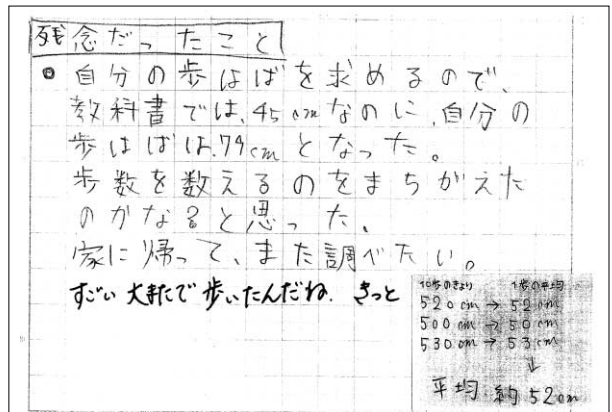 残念だったこと
◎ 自分の歩はばを求めるので、
教科書では、45cmなのに、自分の
歩はばは、79cmとなった。
歩数を数えるのをまちがえた
のかな?と思った。
家に帰って、また調べたい。
すごい大またで歩いたんだね。きっと
10歩のきょり 1歩の平均
520cm → 52cm
500cm → 50cm
530cm → 53cm
↓
平均 約52cm